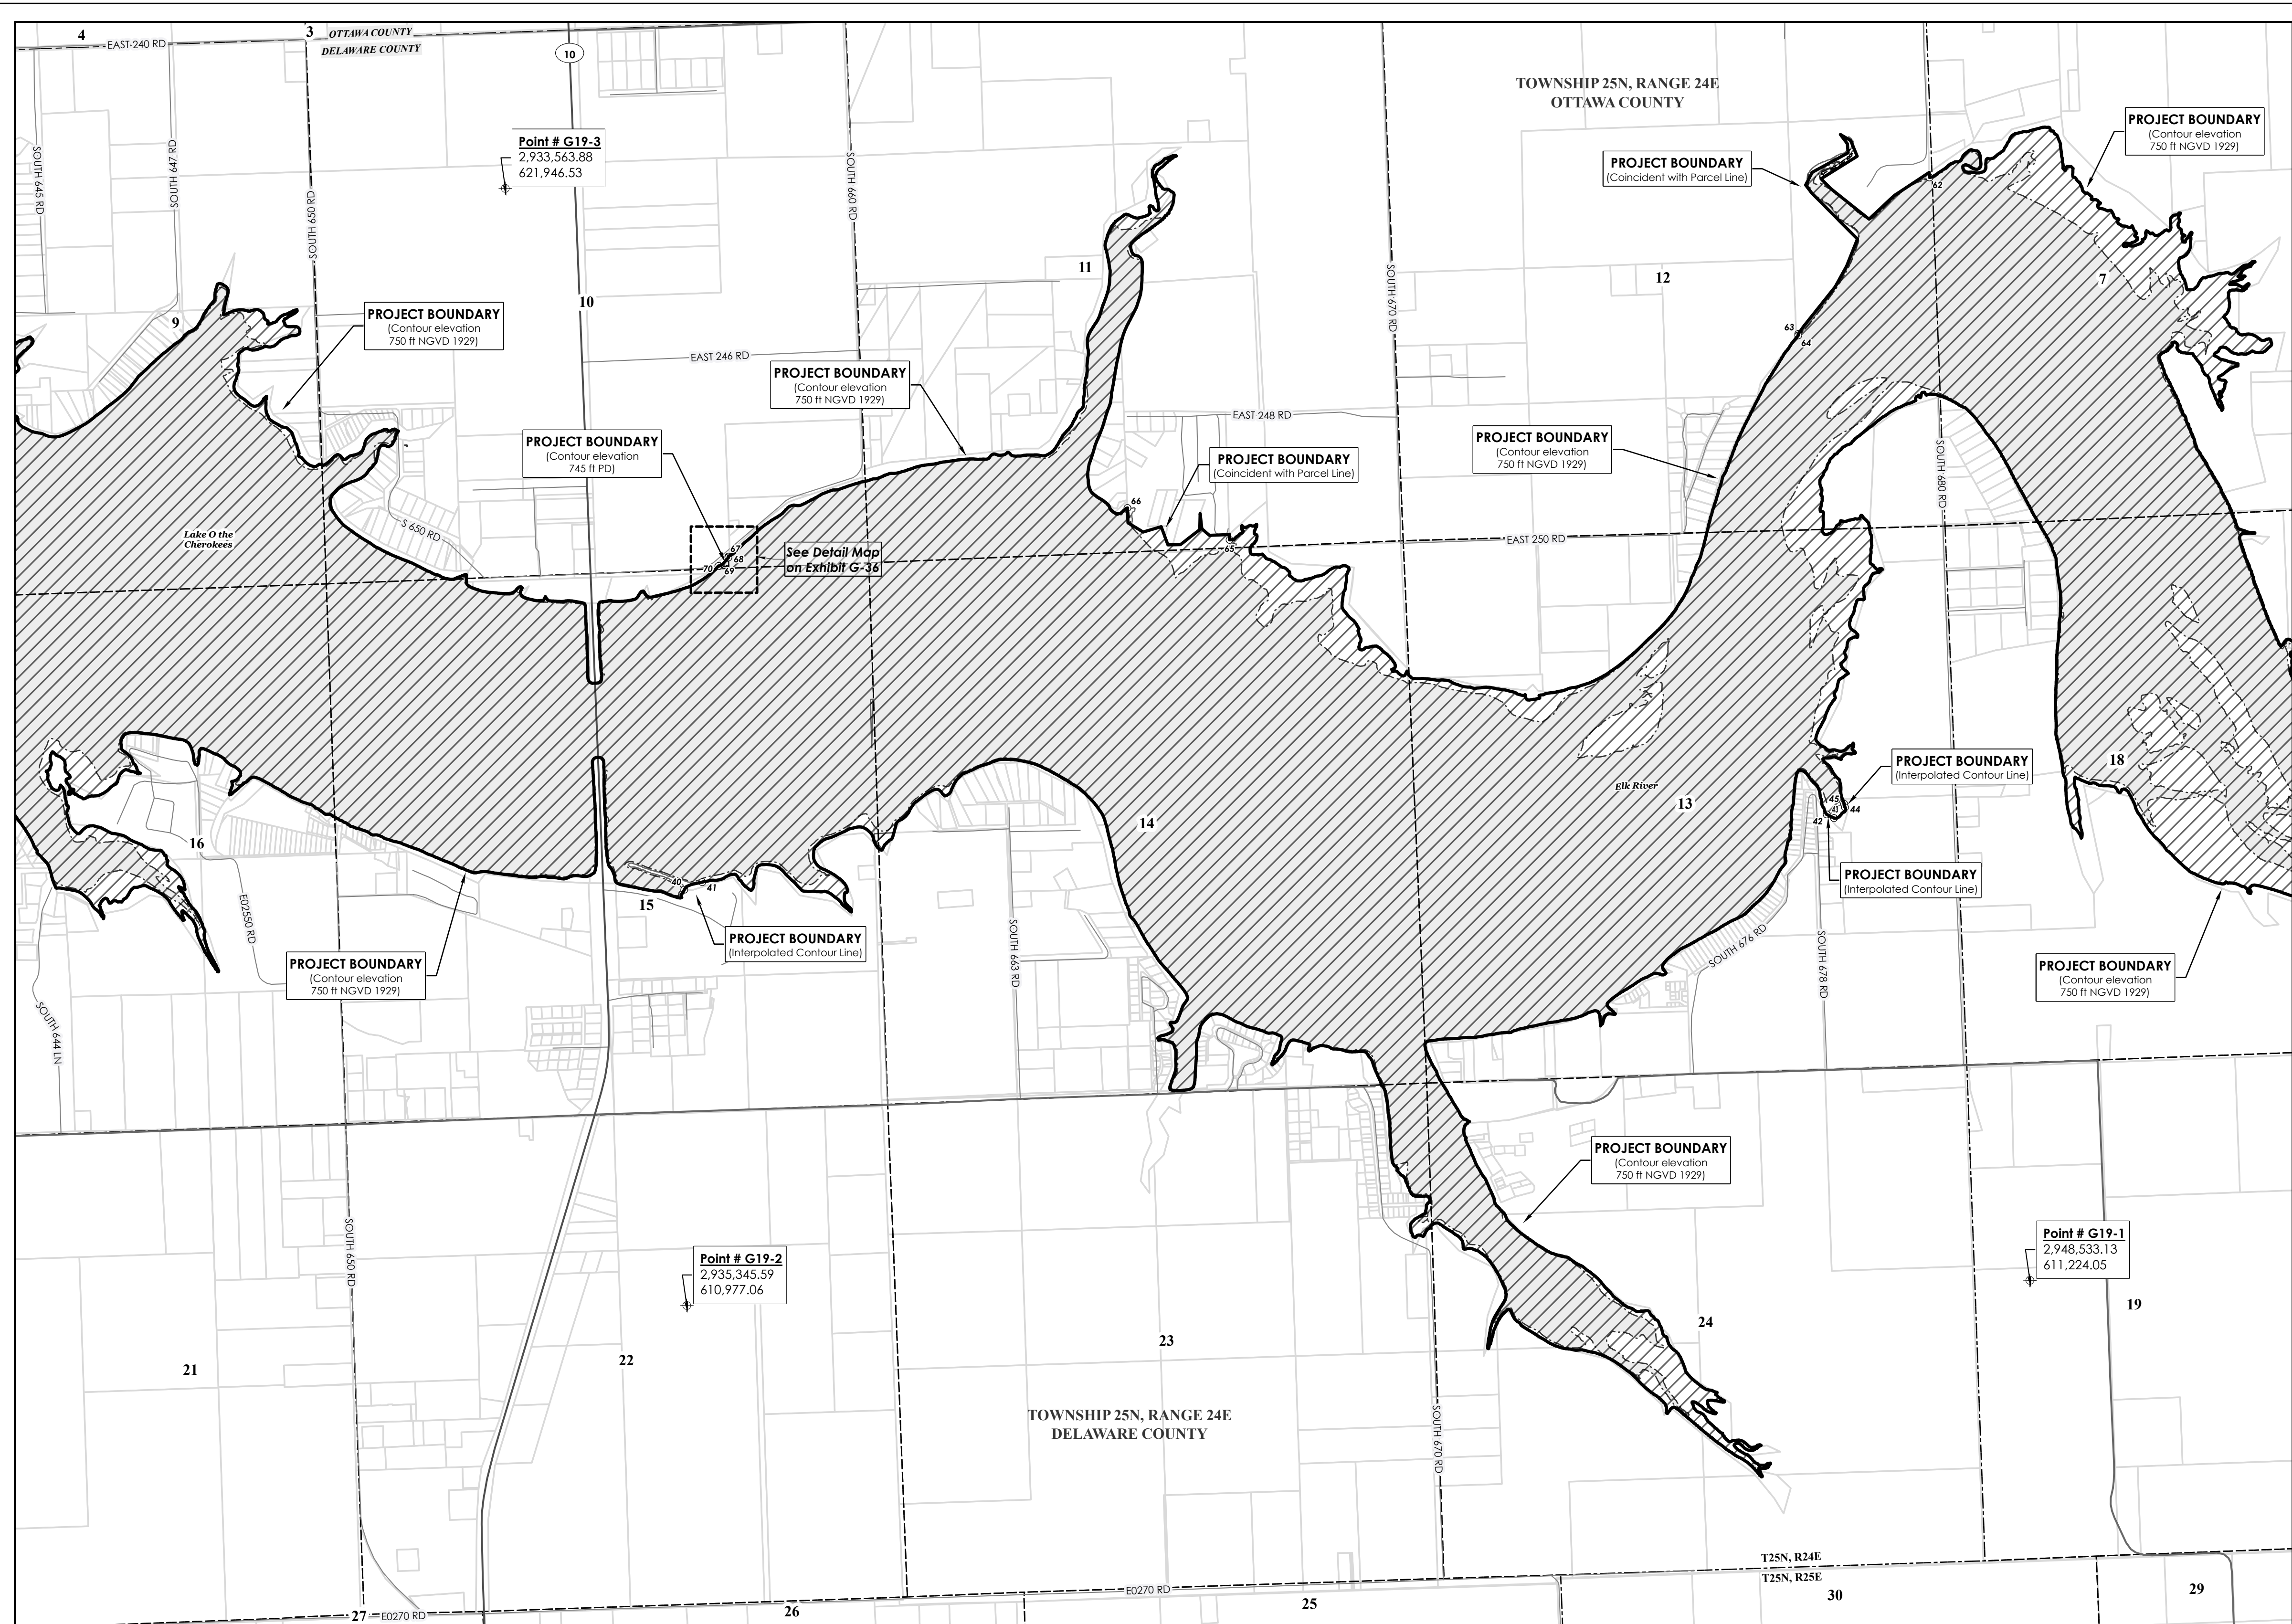 4
3
OTTAWA COUNTY
EAST 240 RD
DELAWARE COUNTY
10
TOWNSHIP 25N, RANGE 24E
OTTAWA COUNTY
PROJECT BOUNDARY
(Contour elevation
750 ft NGVD 1929)
Point # G19-3
2,933,563.88
621,946.53
SOUTH 645 RD
SOUTH 647 RD
SOUTH 650 RD
SOUTH 660 RD
PROJECT BOUNDARY
(Coincident with Parcel Line)
62
11
12
7
SOUTH 670 RD
10
9
PROJECT BOUNDARY
(Contour elevation
750 ft NGVD 1929)
63
64
EAST 246 RD
PROJECT BOUNDARY
(Contour elevation
750 ft NGVD 1929)
EAST 248 RD
PROJECT BOUNDARY
(Contour elevation
745 ft PD)
PROJECT BOUNDARY
(Coincident with Parcel Line)
PROJECT BOUNDARY
(Contour elevation
750 ft NGVD 1929)
SOUTH 680 RD
66
S 650 RD
Lake O the
Cherokees
65
EAST 250 RD
67
68
70
69
See Detail Map
on Exhibit G-36
PROJECT BOUNDARY
(Interpolated Contour Line)
18
Elk River
13
45
43
44
42
14
16
PROJECT BOUNDARY
(Interpolated Contour Line)
40
41
15
E02550 RD
PROJECT BOUNDARY
(Interpolated Contour Line)
SOUTH 663 RD
SOUTH 676 RD
SOUTH 678 RD
PROJECT BOUNDARY
(Contour elevation
750 ft NGVD 1929)
PROJECT BOUNDARY
(Contour elevation
750 ft NGVD 1929)
SOUTH 644 LN
PROJECT BOUNDARY
(Contour elevation
750 ft NGVD 1929)
SOUTH 650 RD
Point # G19-2
2,935,345.59
610,977.06
Point # G19-1
2,948,533.13
611,224.05
19
24
23
22
21
TOWNSHIP 25N, RANGE 24E
DELAWARE COUNTY
SOUTH 670 RD
T25N, R24E
T25N, R25E
E0270 RD
29
30
25
26
27
E0270 RD